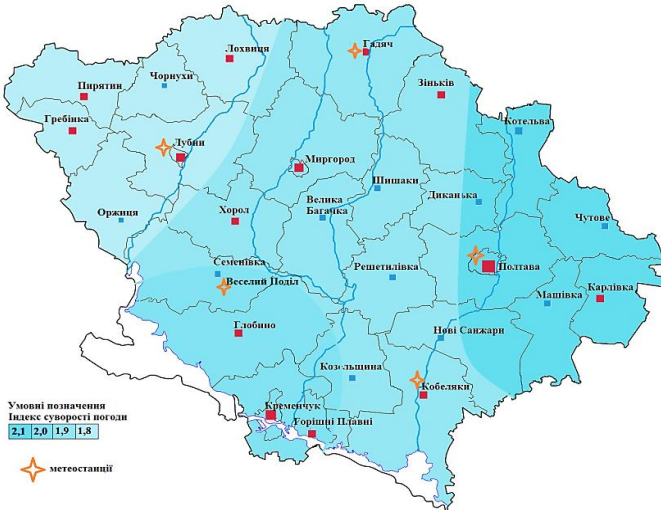 Лохвиця
Гадяч
Пирятин
Чорнухи
Зіньків
Гребінка
Котельва
Лубни
Миргород
Шишаки
Диканька
Оржиця
Хорол
Велика
Багачка
Чутове
Семенівка
Веселий Поділ
Решетилівка
Полтава
Машівка
Карлівка
Глобино
Нові Санжари
Козельщина
Кобеляки
Кременчук
Горішні Плавні
Умовні позначення
Індекс суворості погоди
2,1 2,0 1,9 1,8
метеостанції